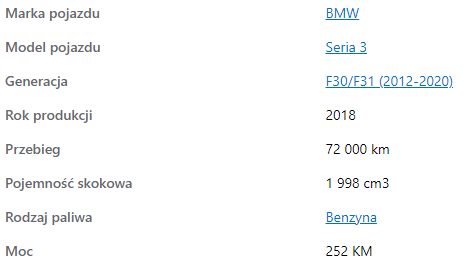 Marka pojazdu BMW
Model pojazdu Seria 3
Generacja F30/F31 (2012-2020)
Rok produkcji 2018
Przebieg 72 000 km
Pojemność skokowa 1 998 cm3
Rodzaj paliwa Benzyna
Moc 252 KM